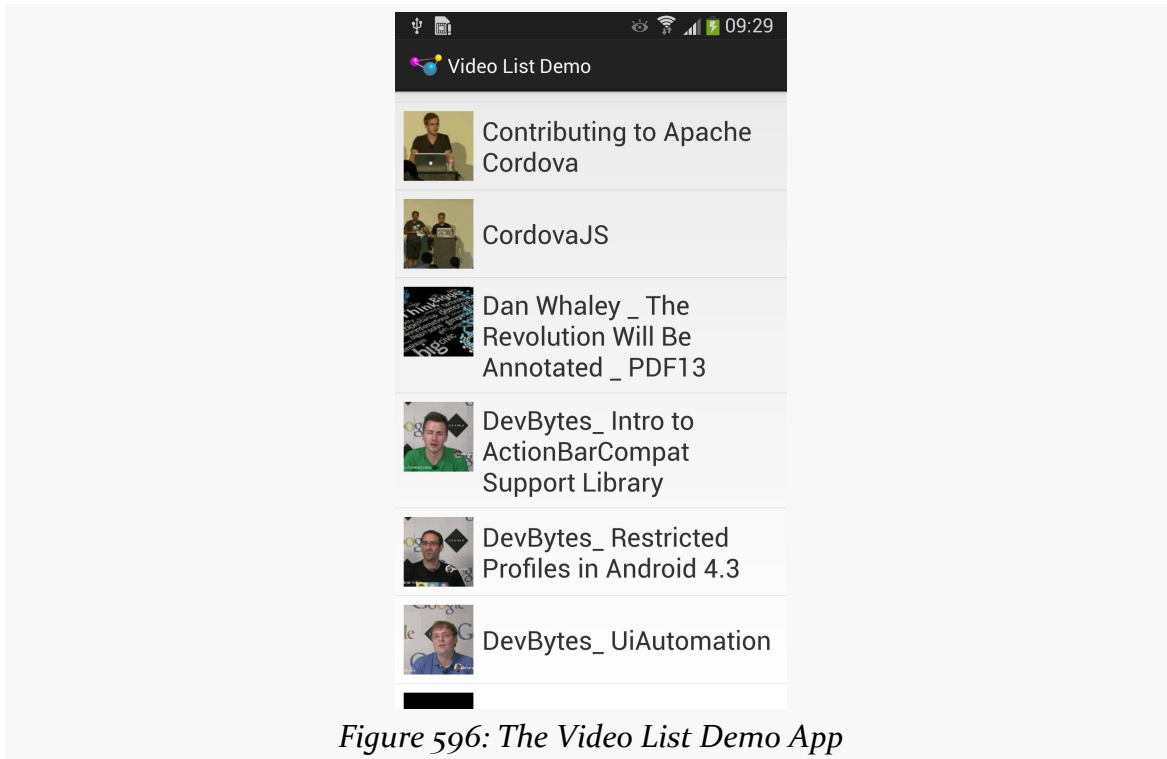 09:29
Video List Demo
Contributing to Apache
Cordova
CordovaJS
Dan Whaley _ The
Revolution Will Be
Annotated _ PDF13
DevBytes_ Intro to
ActionBarCompat
Support Library
DevBytes_ Restricted
Profiles in Android 4.3
DevBytes_ UiAutomation
Figure 596: The Video List Demo App